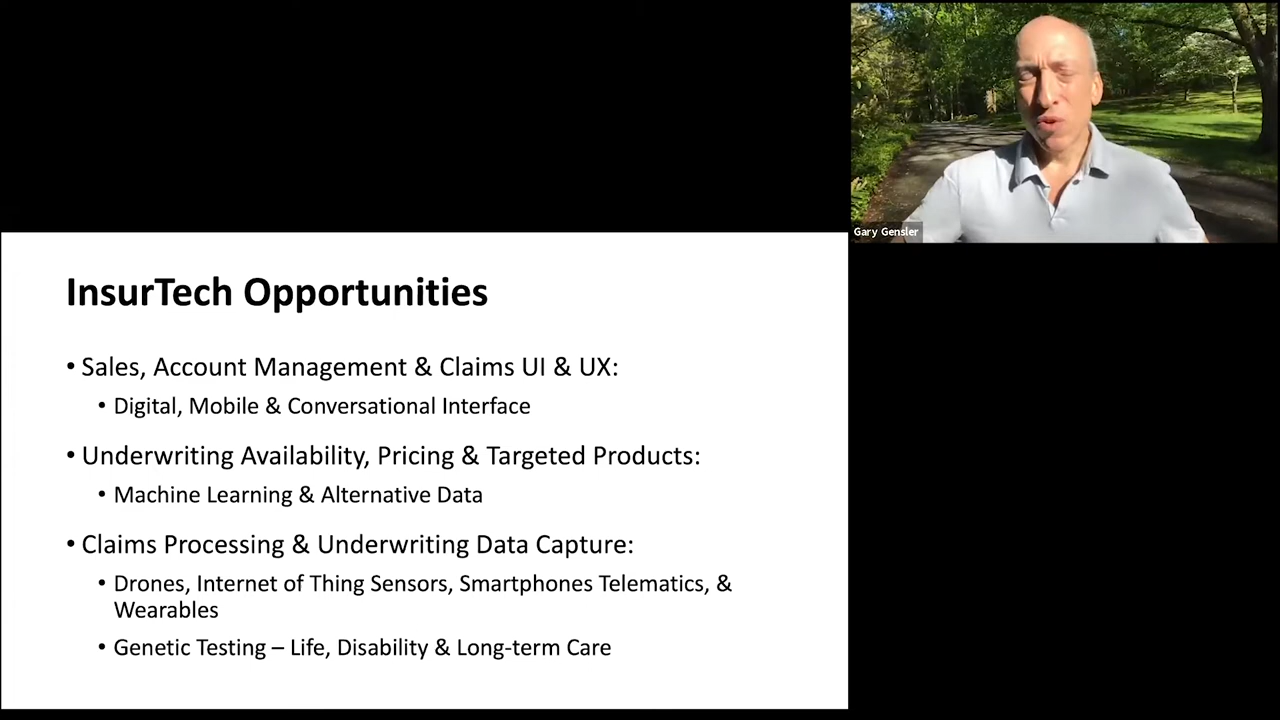 Gary Gensler
InsurTech Opportunities
• Sales, Account Management & Claims UI & UX:
• Digital, Mobile & Conversational Interface
• Underwriting Availability, Pricing & Targeted Products:
• Machine Learning & Alternative Data
• Claims Processing & Underwriting Data Capture:
• Drones, Internet of Thing Sensors, Smartphones Telematics, &
Wearables
• Genetic Testing – Life, Disability & Long-term Care